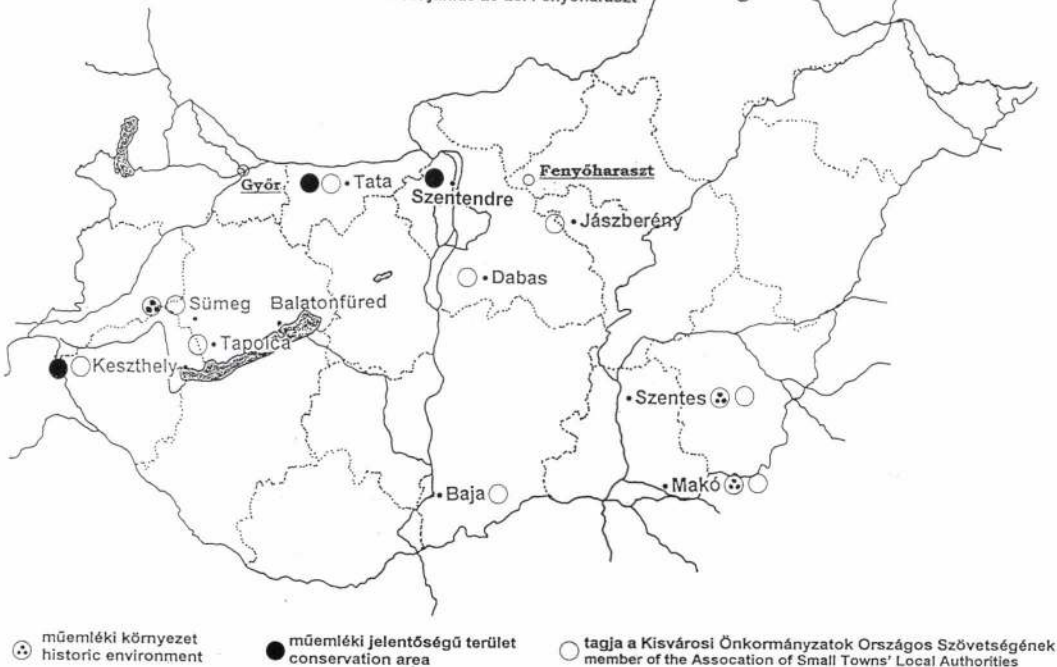 Fenyőharaszt
Győr
Tata
Szentendre
Fenyőharaszt
Jászberény
Dabas
Sümeg
Balatonfüred
Tapolca
Keszthely
Szentes
Makó
Baja
műemléki környezet
historic environment
műemléki jelentőségű terület
conservation area
tagja a Kisvárosi Önkormányzatok Országos Szövetségének
member of the Assocation of Small Towns' Local Authorities